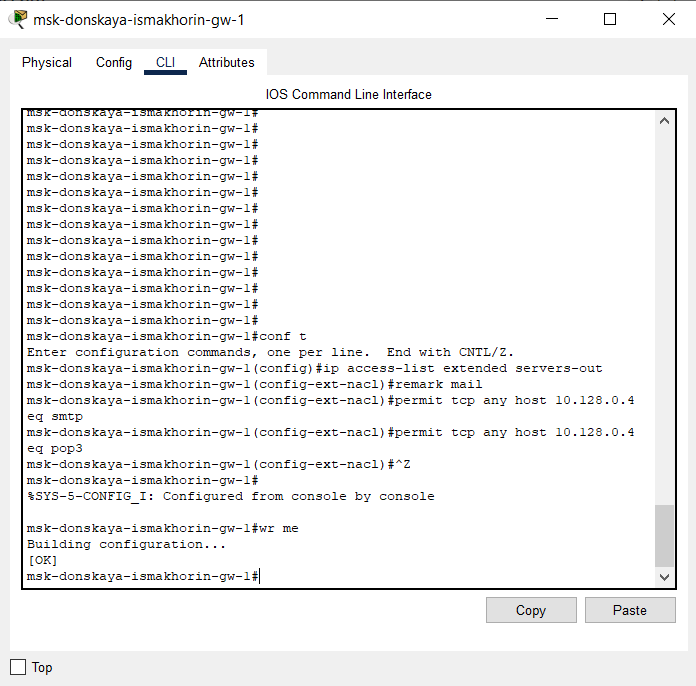 msk-donskaya-ismakhorin-gw-1
Physical Config CLI Attributes
IOS Command Line Interface
msk-donskaya-ismakhorin-gw-1#
msk-donskaya-ismakhorin-gw-1#
msk-donskaya-ismakhorin-gw-1#
msk-donskaya-ismakhorin-gw-1#
msk-donskaya-ismakhorin-gw-1#
msk-donskaya-ismakhorin-gw-1#
msk-donskaya-ismakhorin-gw-1#
msk-donskaya-ismakhorin-gw-1#
msk-donskaya-ismakhorin-gw-1#
msk-donskaya-ismakhorin-gw-1#
msk-donskaya-ismakhorin-gw-1#
msk-donskaya-ismakhorin-gw-1#
msk-donskaya-ismakhorin-gw-1#
msk-donskaya-ismakhorin-gw-1#
msk-donskaya-ismakhorin-gw-1#conf t
Enter configuration commands, one per line.  End with CNTL/Z.
msk-donskaya-ismakhorin-gw-1(config)#ip access-list extended servers-out
msk-donskaya-ismakhorin-gw-1(config-ext-nacl)#remark mail
msk-donskaya-ismakhorin-gw-1(config-ext-nacl)#permit tcp any host 10.128.0.4
eq smtp
msk-donskaya-ismakhorin-gw-1(config-ext-nacl)#permit tcp any host 10.128.0.4
eq pop3
msk-donskaya-ismakhorin-gw-1(config-ext-nacl)#^Z
msk-donskaya-ismakhorin-gw-1#
%SYS-5-CONFIG_I: Configured from console by console
msk-donskaya-ismakhorin-gw-1#wr me
Building configuration...
[OK]
msk-donskaya-ismakhorin-gw-1#
Copy Paste
Top